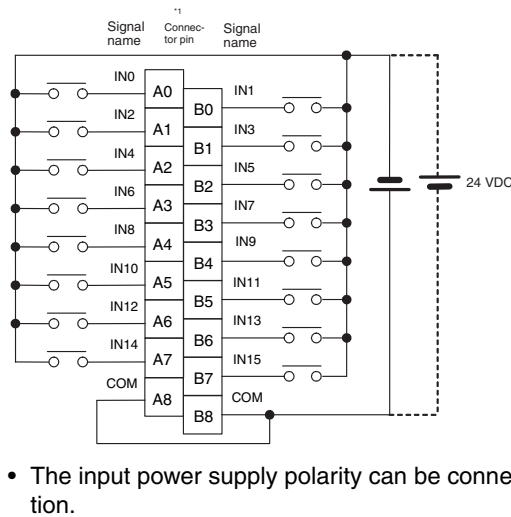 *1
Signal name
Connec-tor pin
Signal name
IN0 A0
B0 IN1
IN2 A1
B1 IN3
IN4 A2
B2 IN5
IN6 A3
B3 IN7
IN8 A4
B4 IN9
IN10 A5
B5 IN11
IN12 A6
B6 IN13
IN14 A7
B7 IN15
COM A8
B8 COM
24 VDC
• The input power supply polarity can be conne
tion.